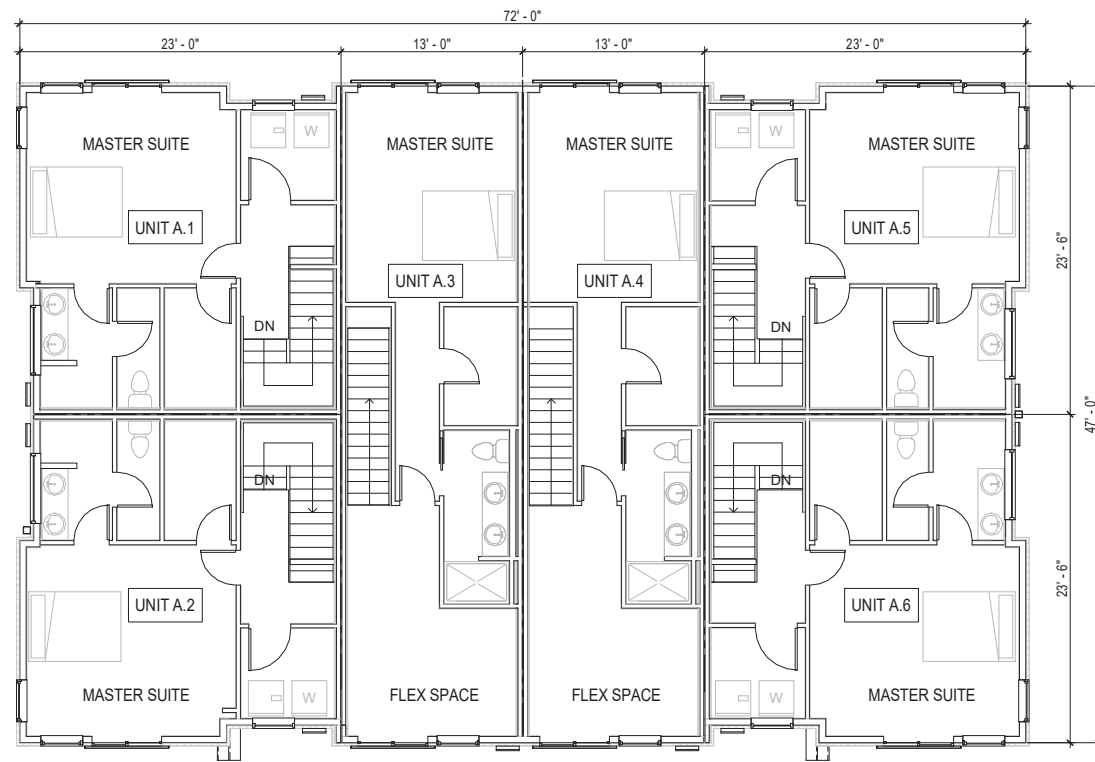 72' - 0"
23' - 0" 13' - 0" 13' - 0" 23' - 0"
W W
MASTER SUITE MASTER SUITE MASTER SUITE MASTER SUITE
UNIT A.1 UNIT A.5
23' - 6"
UNIT A.3 UNIT A.4
DN DN
47' - 0"
DN DN
23' - 6"
UNIT A.2 UNIT A.6
MASTER SUITE FLEX SPACE FLEX SPACE MASTER SUITE
W W